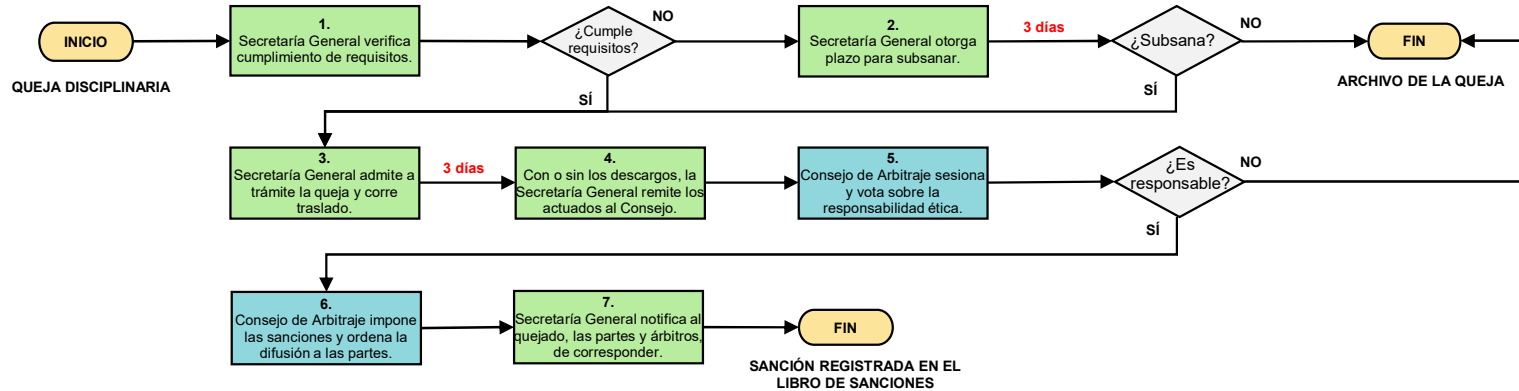 INICIO
QUEJA DISCIPLINARIA
1.
Secretaría General verifica
cumplimiento de requisitos.
¿Cumple
requisitos?
NO
SÍ
2.
Secretaría General otorga
plazo para subsanar.
3 días
¿Subsana?
NO
SÍ
FIN
ARCHIVO DE LA QUEJA
3.
Secretaría General admite a
trámite la queja y corre
traslado.
3 días
4.
Con o sin los descargos, la
Secretaría General remite los
actuados al Consejo.
5.
Consejo de Arbitraje sesiona
y vota sobre la
responsabilidad ética.
¿Es
responsable?
NO
SÍ
6.
Consejo de Arbitraje impone
las sanciones y ordena la
difusión a las partes.
7.
Secretaría General notifica al
quejado, las partes y árbitros,
de corresponder.
FIN
SANCIÓN REGISTRADA EN EL
LIBRO DE SANCIONES